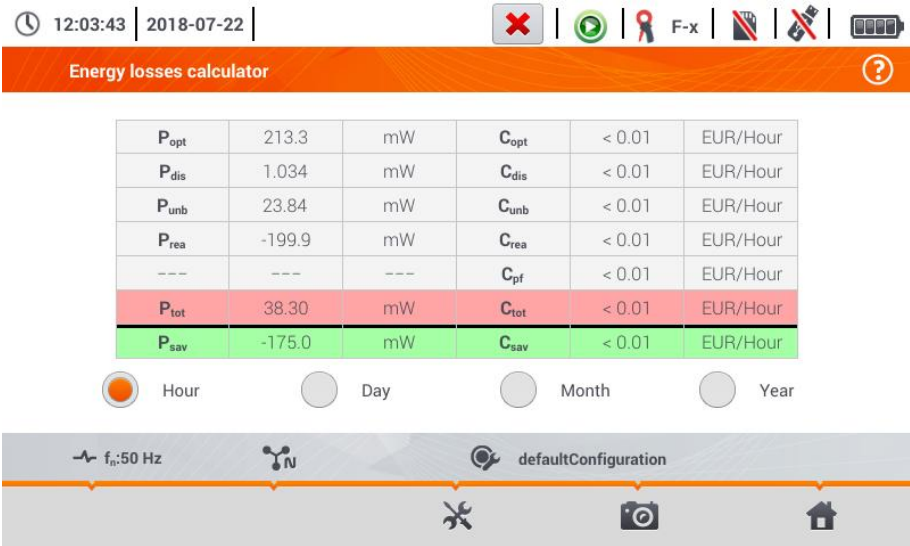 12:03:43 2018-07-22 F-x
Energy losses calculator ?
Popt 213.3 mW Copt < 0.01 EUR/Hour
Pdis 1.034 mW Cdis < 0.01 EUR/Hour
Punb 23.84 mW Cunb < 0.01 EUR/Hour
Prea -199.9 mW Crea < 0.01 EUR/Hour
--- --- --- Cpf < 0.01 EUR/Hour
Ptot 38.30 mW Ctot < 0.01 EUR/Hour
Psav -175.0 mW Csav < 0.01 EUR/Hour
Hour Day Month Year
fn:50 Hz N defaultConfiguration